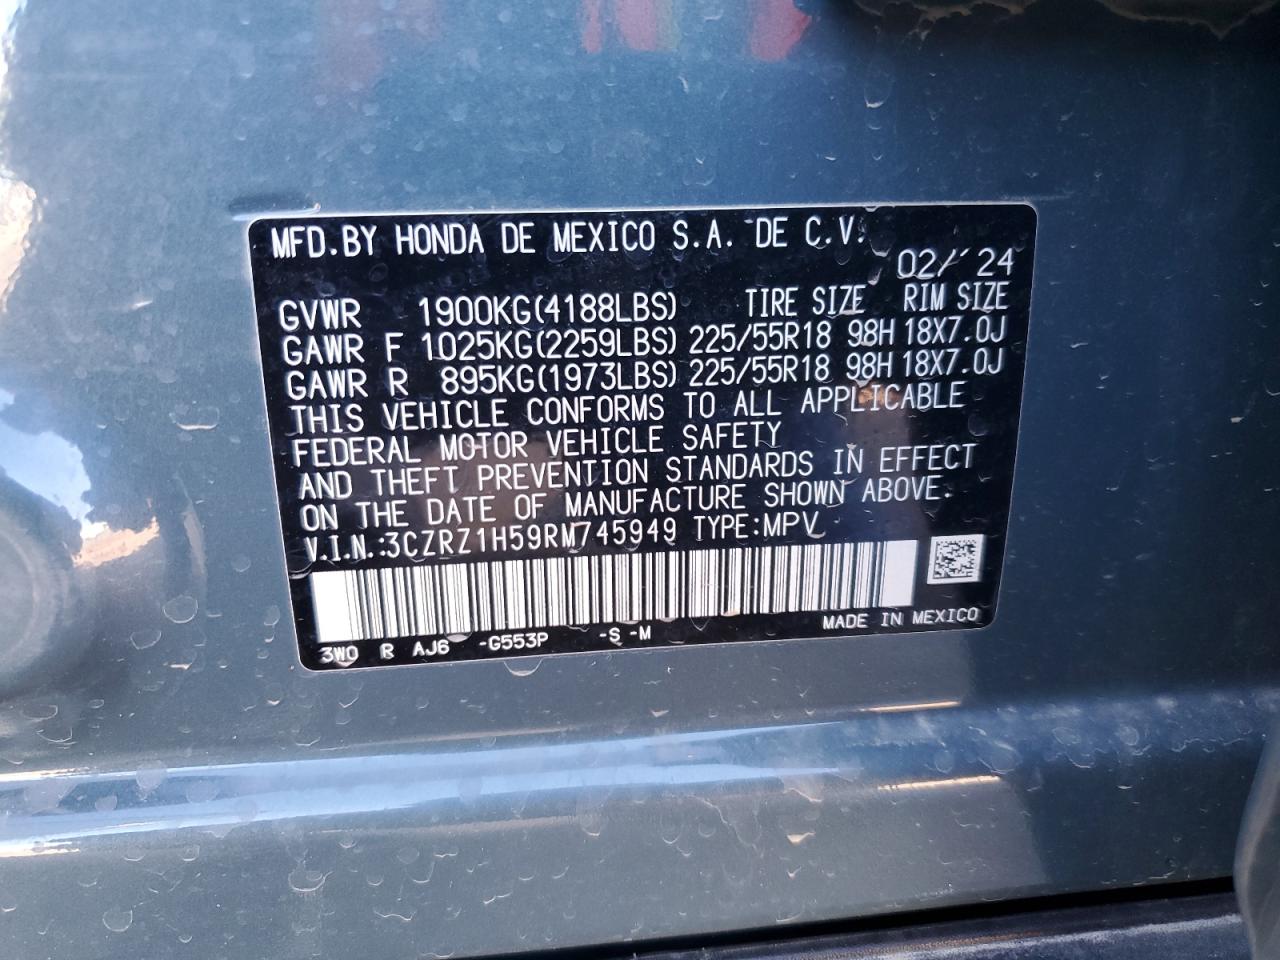 MFD.BY HONDA DE MEXICO S.A. DE C.V.
02/'24
GVWR 1900KG(4188LBS) TIRE SIZE RIM SIZE
GAWR F 1025KG(2259LBS) 225/55R18 98H 18X7.0J
GAWR R 895KG(1973LBS) 225/55R18 98H 18X7.0J
THIS VEHICLE CONFORMS TO ALL APPLICABLE
FEDERAL MOTOR VEHICLE SAFETY
AND THEFT PREVENTION STANDARDS IN EFFECT
ON THE DATE OF MANUFACTURE SHOWN ABOVE.
V.I.N.:3CZRZ1H59RM745949 TYPE:MPV
MADE IN MEXICO
3W0 R AJ6 -G553P -S -M